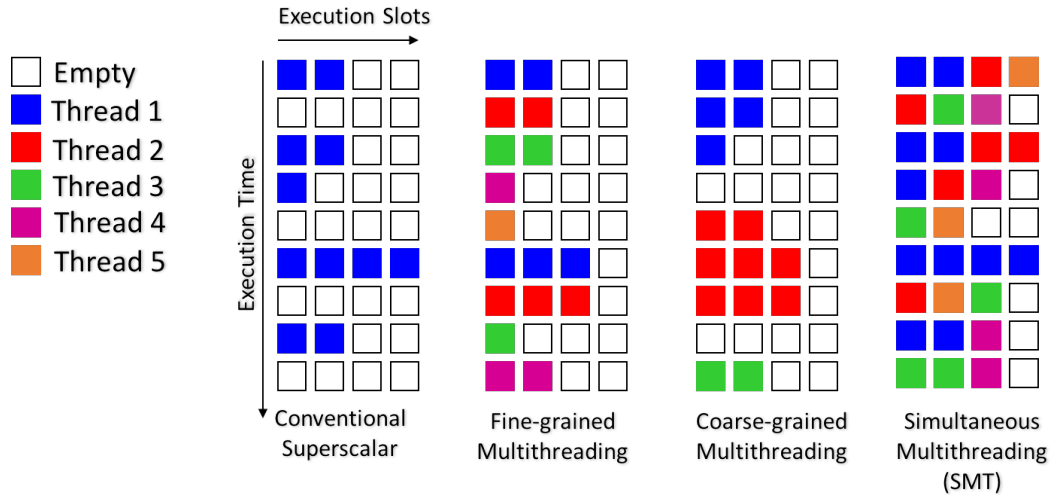 Execution Slots
Empty
Thread 1
Thread 2
Thread 3
Thread 4
Thread 5
Execution Time
Conventional
Superscalar
Fine-grained
Multithreading
Coarse-grained
Multithreading
Simultaneous
Multithreading
(SMT)